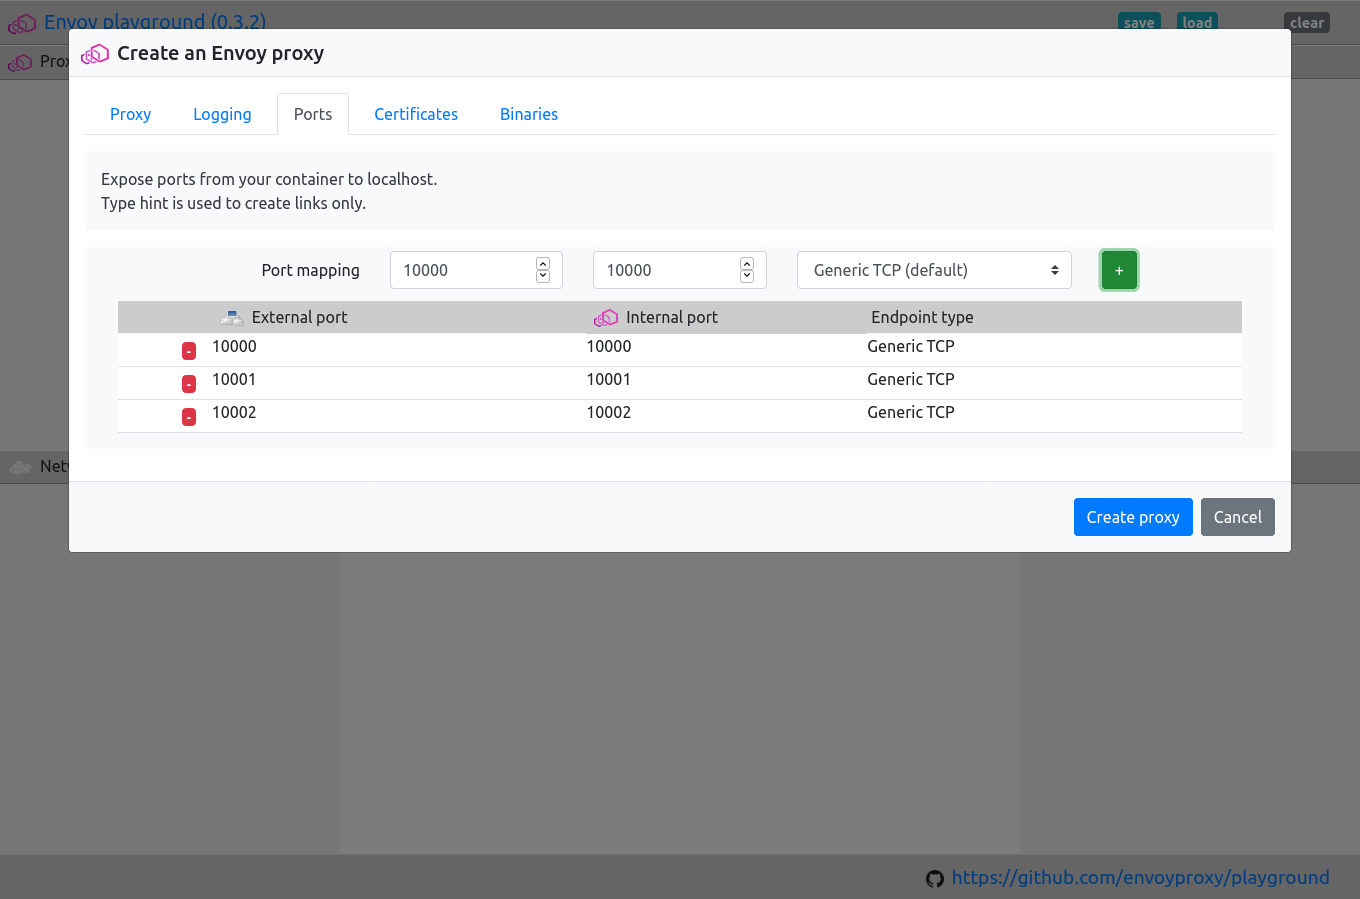 Envoy playground (0.3.2)
save load clear
Create an Envoy proxy
Proxy Logging Ports Certificates Binaries
Expose ports from your container to localhost.
Type hint is used to create links only.
Port mapping 10000 10000 Generic TCP (default) +
External port Internal port Endpoint type
- 10000 10000 Generic TCP
- 10001 10001 Generic TCP
- 10002 10002 Generic TCP
Create proxy Cancel
https://github.com/envoyproxy/playground